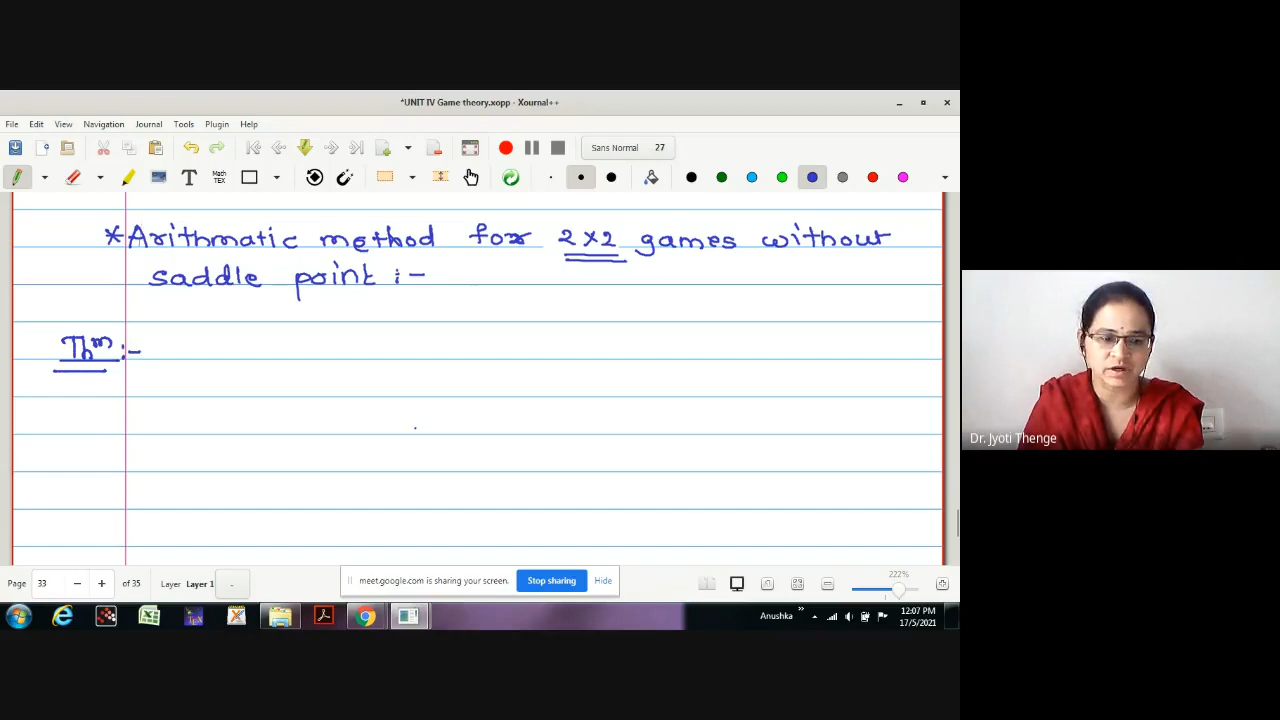 *UNIT IV Game theory.xopp - Xournal++
File Edit View Navigation Journal Tools Plugin Help
Sans Normal 27
*Arithmatic method for 2×2 games without
saddle point :-
Thm :-
Dr. Jyoti Thenge
Page 33 of 35 Layer Layer 1
meet.google.com is sharing your screen. Stop sharing Hide
222%
Anushka
12:07 PM
17/5/2021